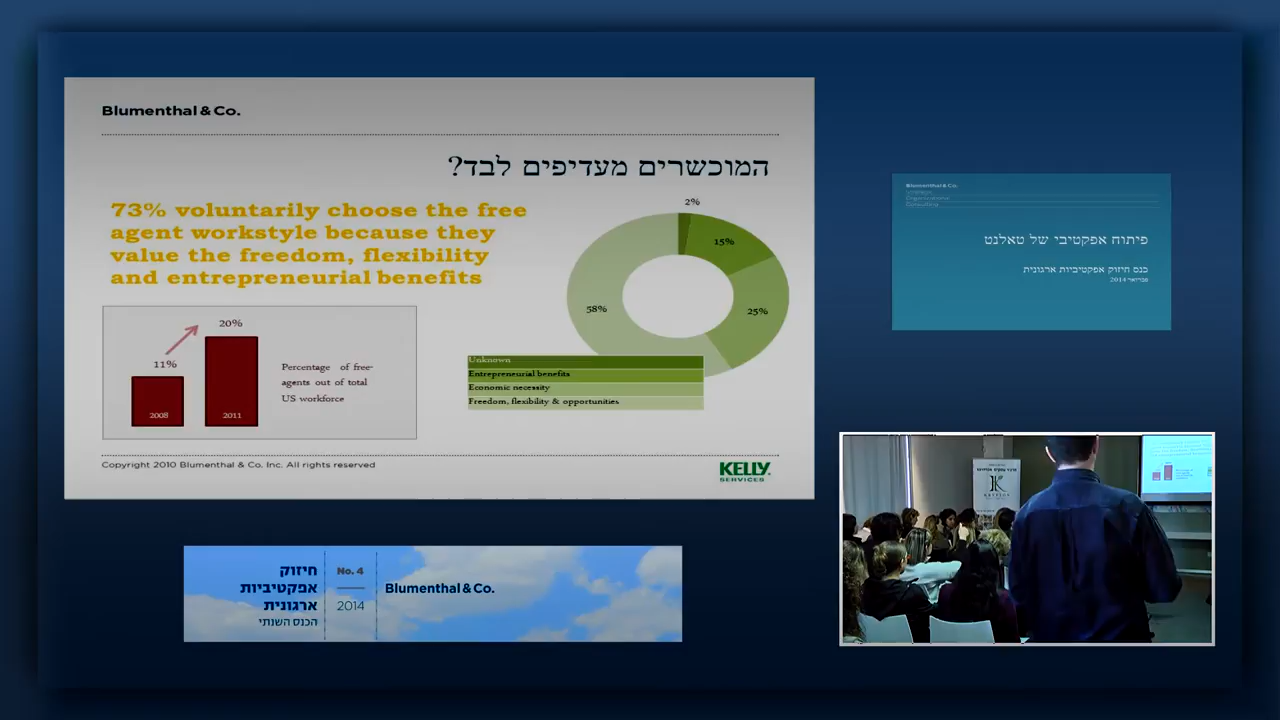 Blumenthal & Co.
המוכשרים מעדיפים לבד?
73% voluntarily choose the free
agent workstyle because they
value the freedom, flexibility
and entrepreneurial benefits
2%
15%
25%
58%
11%
20%
2008
2011
Percentage of free-
agents out of total
US workforce
Unknown
Entrepreneurial benefits
Economic necessity
Freedom, flexibility & opportunities
Copyright 2010 Blumenthal & Co. Inc. All rights reserved
KELLY
SERVICES
Blumenthal & Co.
Consulting
פיתוח אפקטיבי של טאלנט
כנס חיזוק אפקטיביות ארגונית
פברואר 2014
חיזוק
אפקטיביות
ארגונית
הכנס השנתי
No. 4
2014
Blumenthal & Co.